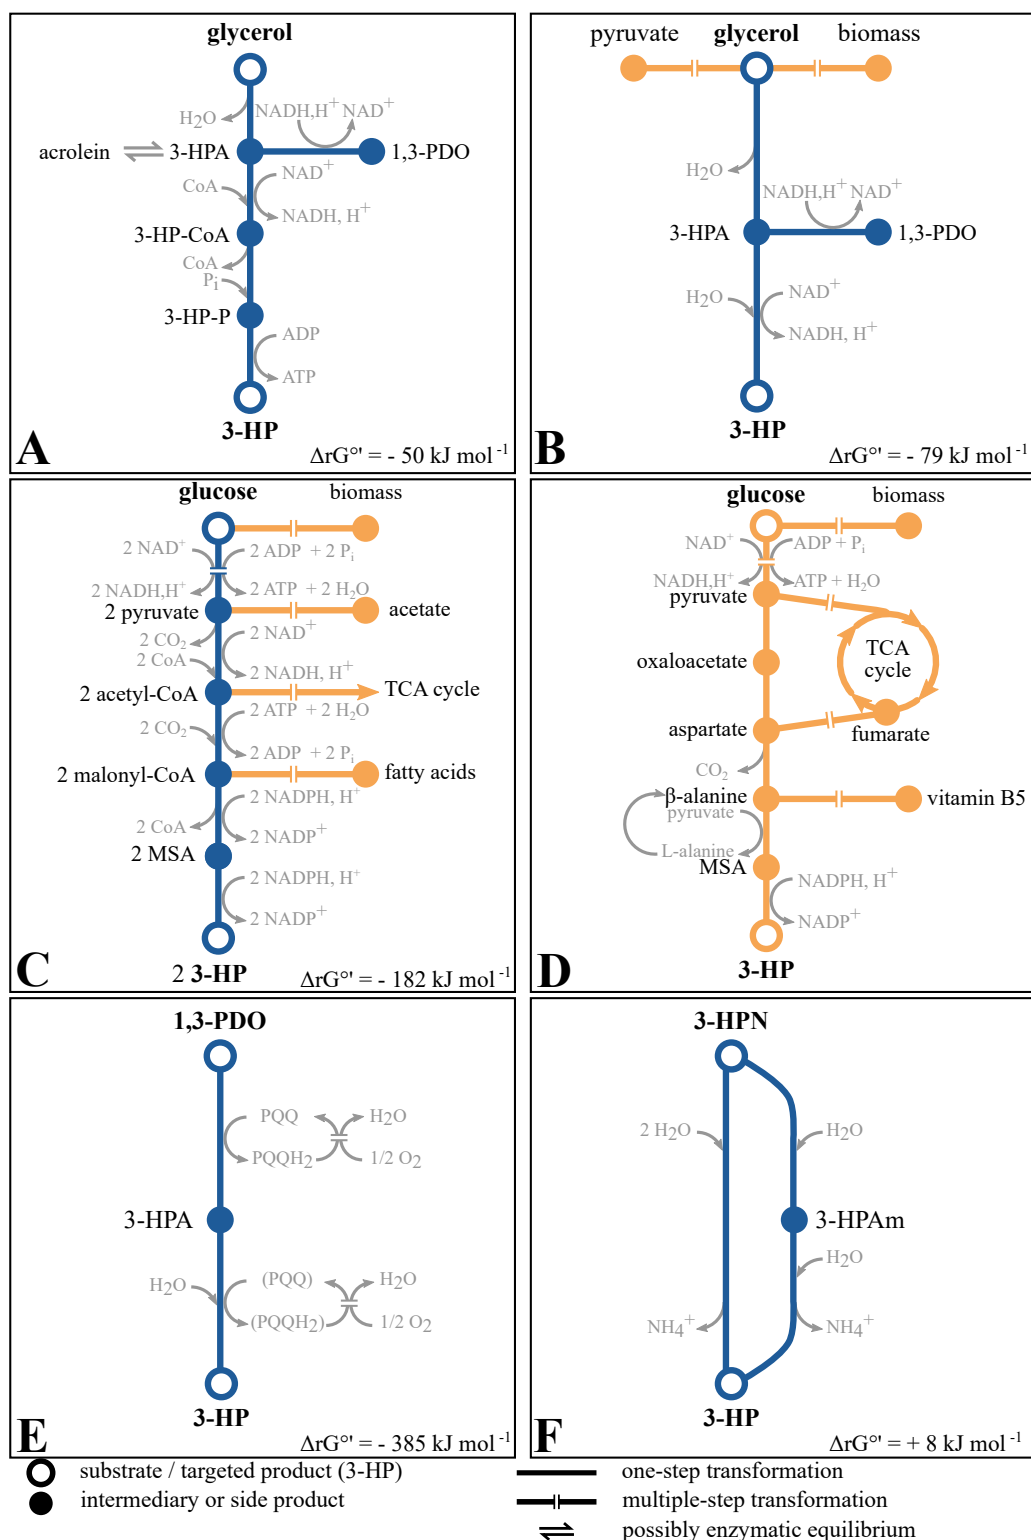 glycerol
H2O
NADH,H+ NAD+
acrolein
3-HPA
1,3-PDO
CoA
NAD+
NADH, H+
3-HP-CoA
CoA
Pi
3-HP-P
ADP
ATP
3-HP
A
ΔrG°' = - 50 kJ mol -1
pyruvate
glycerol
biomass
H2O
NADH,H+ NAD+
3-HPA
1,3-PDO
H2O
NAD+
NADH, H+
3-HP
B
ΔrG°' = - 79 kJ mol -1
glucose
biomass
2 NAD+
2 ADP + 2 Pi
2 NADH,H+
2 ATP + 2 H2O
2 pyruvate
acetate
2 CO2
2 NAD+
2 CoA
2 NADH, H+
2 acetyl-CoA
TCA cycle
2 ATP + 2 H2O
2 CO2
2 ADP + 2 Pi
2 malonyl-CoA
fatty acids
2 NADPH, H+
2 CoA
2 NADP+
2 MSA
2 NADPH, H+
2 NADP+
2 3-HP
C
ΔrG°' = - 182 kJ mol -1
glucose
biomass
NAD+
ADP + Pi
NADH,H+
ATP + H2O
pyruvate
oxaloacetate
TCA
cycle
aspartate
fumarate
CO2
β-alanine
vitamin B5
pyruvate
L-alanine
MSA
NADPH, H+
NADP+
3-HP
D
1,3-PDO
PQQ
H2O
PQQH2
1/2 O2
3-HPA
H2O
(PQQ)
H2O
(PQQH2)
1/2 O2
3-HP
E
ΔrG°' = - 385 kJ mol -1
3-HPN
2 H2O
H2O
3-HPAm
H2O
NH4+
NH4+
3-HP
F
ΔrG°' = + 8 kJ mol -1
substrate / targeted product (3-HP)
one-step transformation
intermediary or side product
multiple-step transformation
possibly enzymatic equilibrium